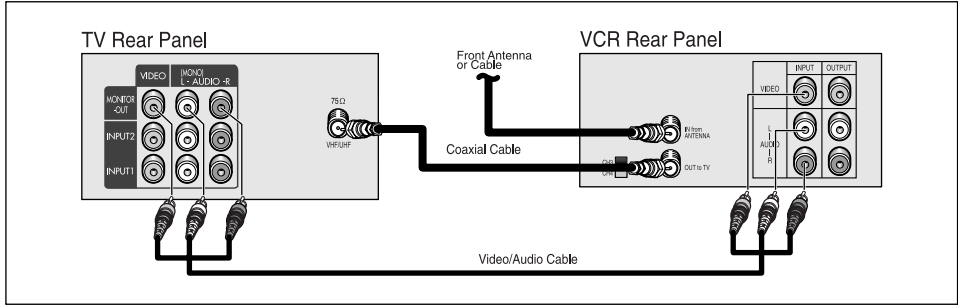 TV Rear Panel
VIDEO
(MONO)
L - AUDIO -R
MONITOR
-OUT
INPUT2
INPUT1
75Ω
VHF/UHF
Front Antenna
or Cable
Coaxial Cable
VCR Rear Panel
INPUT
OUTPUT
VIDEO
L
AUDIO
R
IN from
ANTENNA
CH3
CH4
OUT to TV
Video/Audio Cable